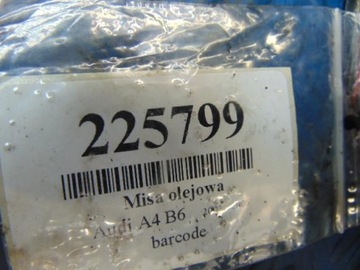 225799
Misa olejowa
Audi A4 B6
barcode